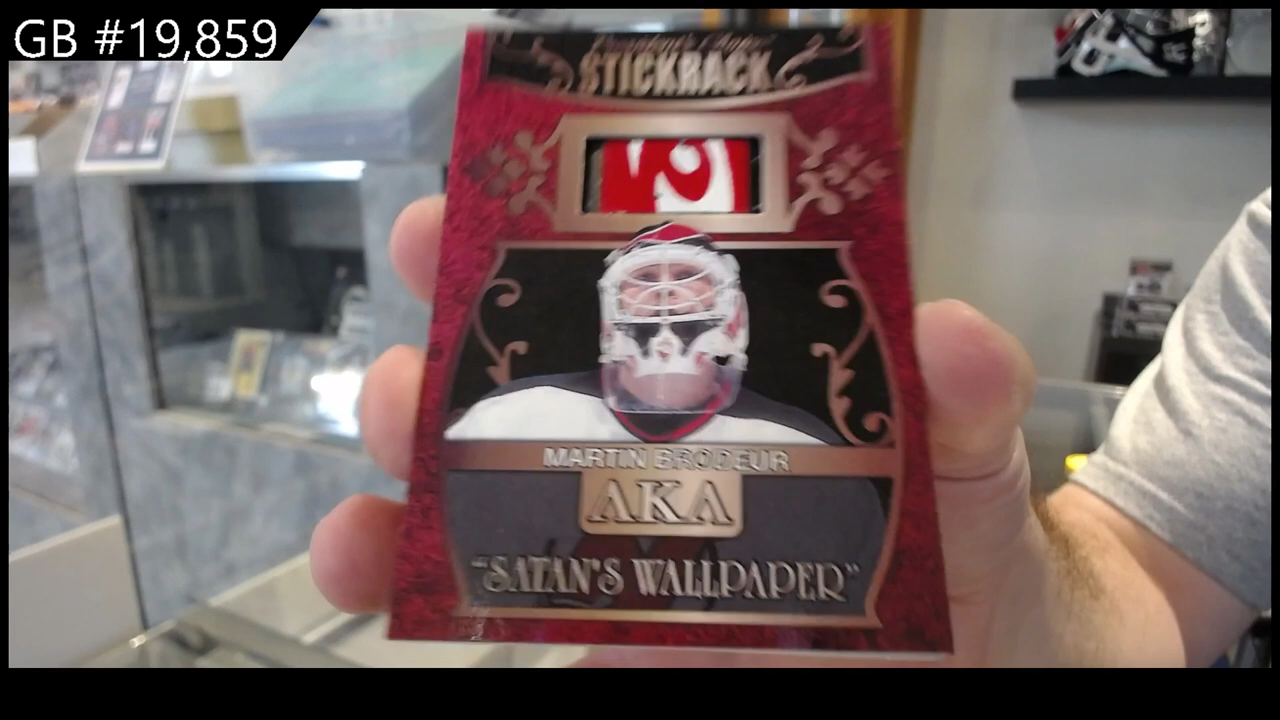 GB #19,859
STICKRACK
MARTIN BRODEUR
AKA
"SATAN'S WALLPAPER"